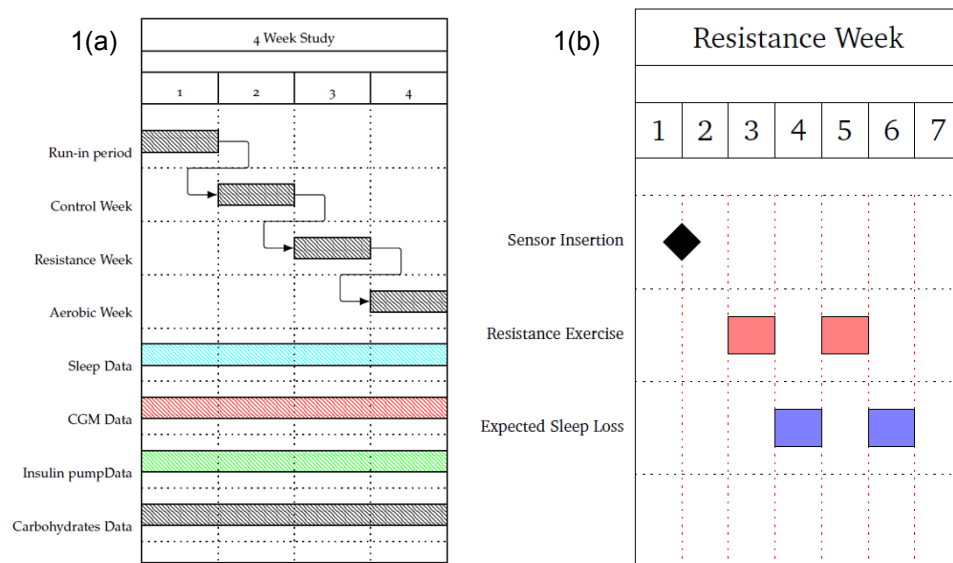 1(a)
4 Week Study
1 2 3 4
Run-in period
Control Week
Resistance Week
Aerobic Week
Sleep Data
CGM Data
Insulin pumpData
Carbohydrates Data
1(b)
Resistance Week
1 2 3 4 5 6 7
Sensor Insertion
Resistance Exercise
Expected Sleep Loss